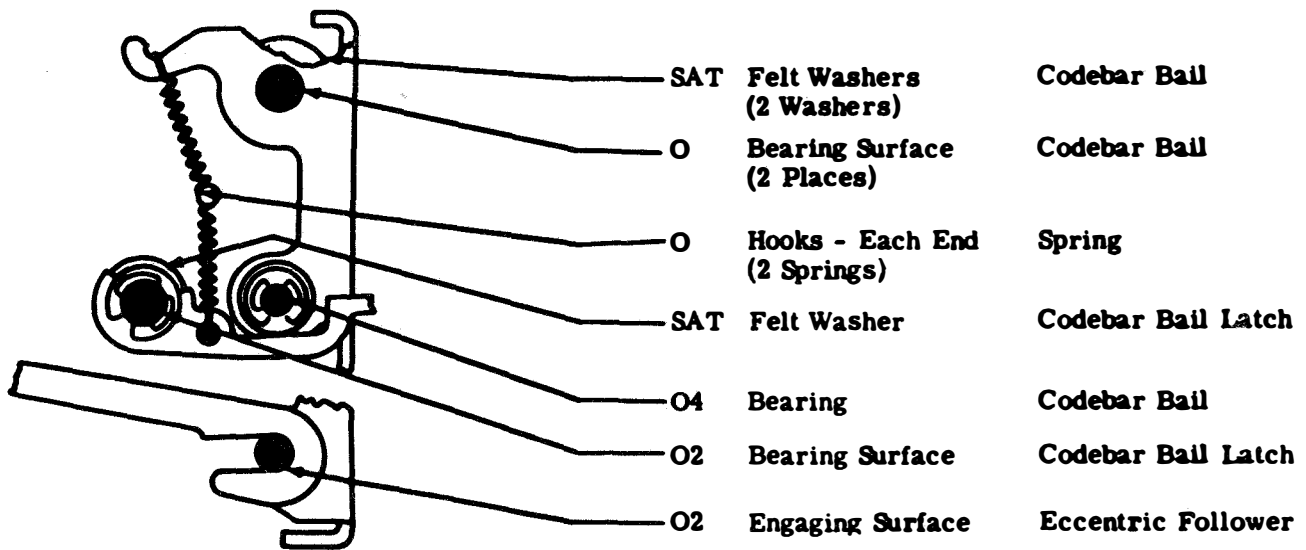 SAT Felt Washers Codebar Bail
(2 Washers)
O Bearing Surface Codebar Bail
(2 Places)
O Hooks - Each End Spring
(2 Springs)
SAT Felt Washer Codebar Bail Latch
O4 Bearing Codebar Bail
O2 Bearing Surface Codebar Bail Latch
O2 Engaging Surface Eccentric Follower